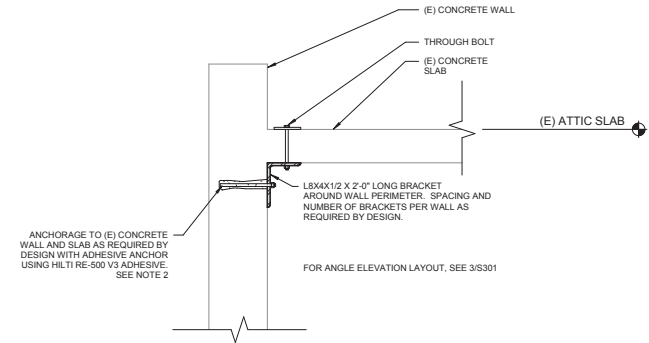 (E) CONCRETE WALL
THROUGH BOLT
(E) CONCRETE
SLAB
(E) ATTIC SLAB
L8X4X1/2 X 2'-0" LONG BRACKET
AROUND WALL PERIMETER. SPACING AND
NUMBER OF BRACKETS PER WALL AS
REQUIRED BY DESIGN.
ANCHORAGE TO (E) CONCRETE
WALL AND SLAB AS REQUIRED BY
DESIGN WITH ADHESIVE ANCHOR
USING HILTI RE-500 V3 ADHESIVE.
SEE NOTE 2
FOR ANGLE ELEVATION LAYOUT, SEE 3/S301